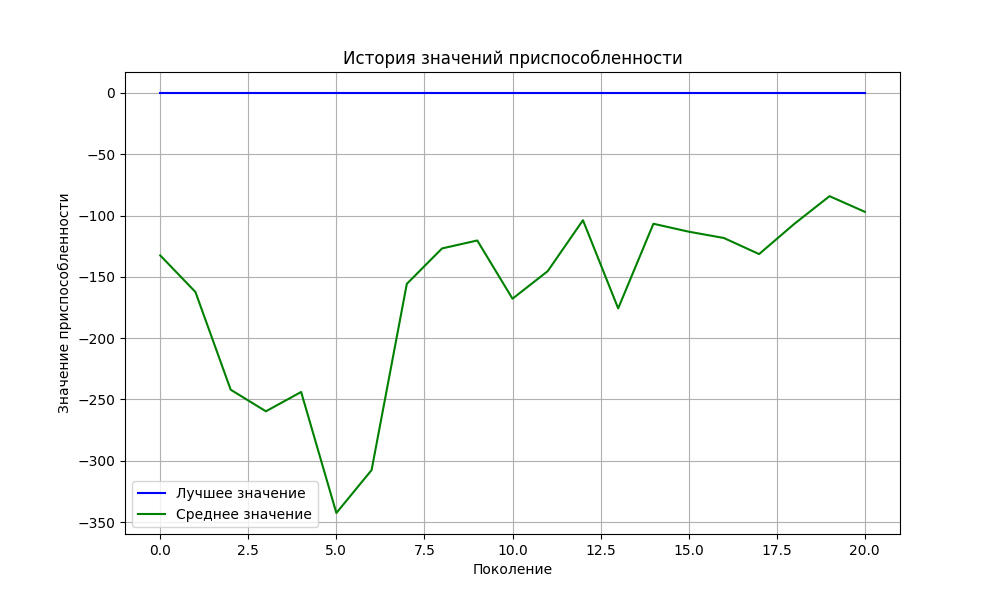 История значений приспособленности
Значение приспособленности
0
−50
−100
−150
−200
−250
−300
−350
Лучшее значение
Среднее значение
0.0 2.5 5.0 7.5 10.0 12.5 15.0 17.5 20.0
Поколение